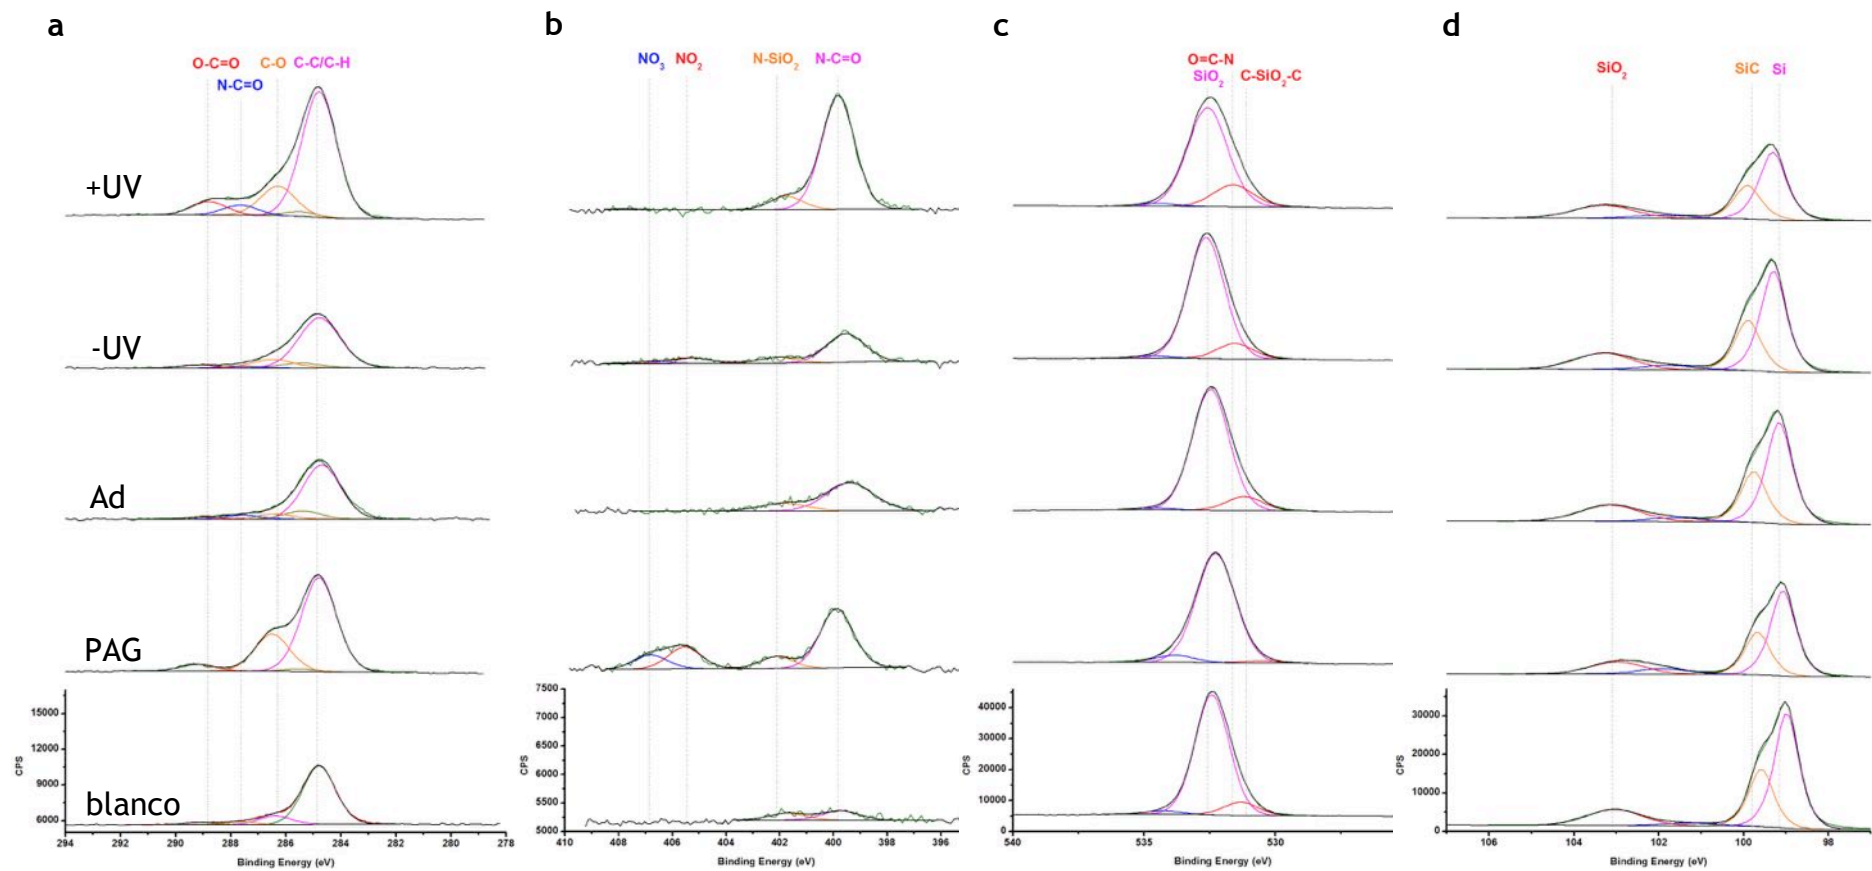 a
b
c
d
O-C=O
C-O
C-C/C-H
N-C=O
NO3
NO2
N-SiO2
N-C=O
O=C-N
SiO2
C-SiO2-C
SiO2
SiC
Si
+UV
-UV
Ad
PAG
blanco
15000
12000
9000
6000
CPS
294
292
290
288
286
284
282
280
278
Binding Energy (eV)
7500
7000
6500
6000
5500
5000
CPS
410
408
406
404
402
400
398
396
Binding Energy (eV)
40000
30000
20000
10000
0
CPS
540
535
530
Binding Energy (eV)
30000
20000
10000
0
CPS
106
104
102
100
98
Binding Energy (eV)